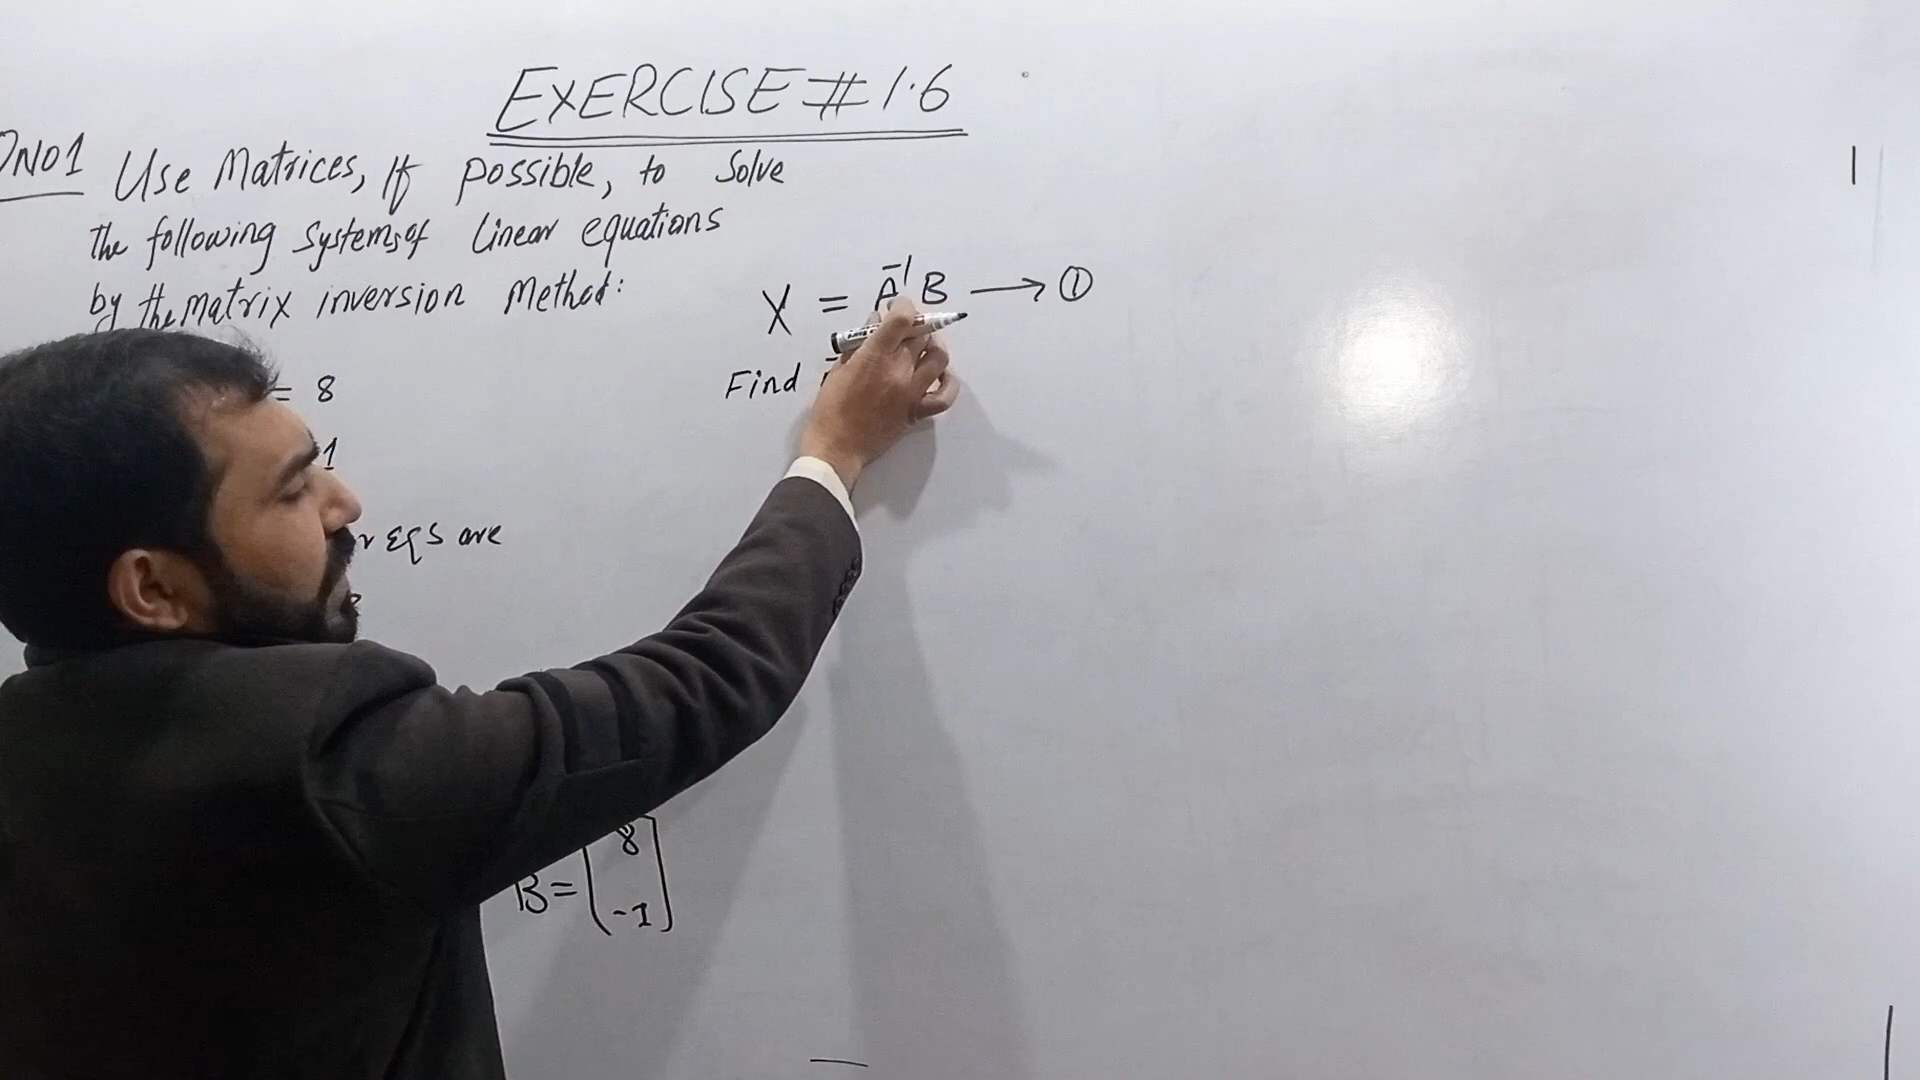 EXERCISE # 1.6
QNO1 Use Matrices, If possible, to Solve
The following Systems of Linear equations
by the Matrix inversion Method:
X = A⁻¹ B → ①
Find
= 8
1
Eqs are
B = [8
-1]